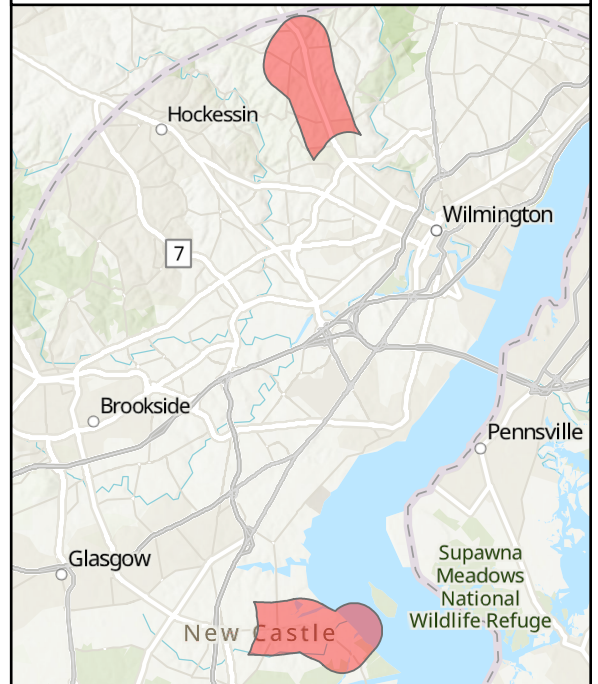 Hockessin
Wilmington
7
Brookside
Pennsville
Glasgow
Supawna
Meadows
National
Wildlife Refuge
New Castle